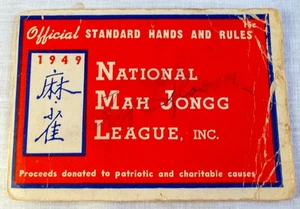 Official STANDARD HANDS AND RULES
1949
麻
雀
NATIONAL
MAH JONGG
LEAGUE, INC.
Proceeds donated to patriotic and charitable causes